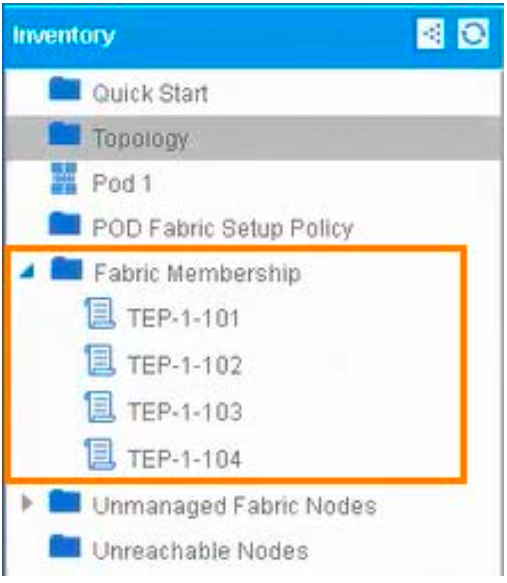 Inventory
Quick Start
Topology
Pod 1
POD Fabric Setup Policy
Fabric Membership
TEP-1-101
TEP-1-102
TEP-1-103
TEP-1-104
Unmanaged Fabric Nodes
Unreachable Nodes